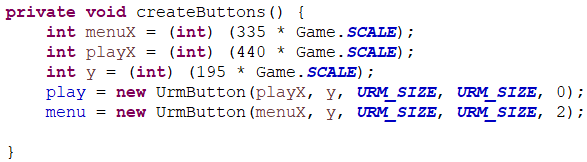 private void createButtons() {
    int menuX = (int) (335 * Game.SCALE);
    int playX = (int) (440 * Game.SCALE);
    int y = (int) (195 * Game.SCALE);
    play = new UrmButton(playX, y, URM_SIZE, URM_SIZE, 0);
    menu = new UrmButton(menuX, y, URM_SIZE, URM_SIZE, 2);
}